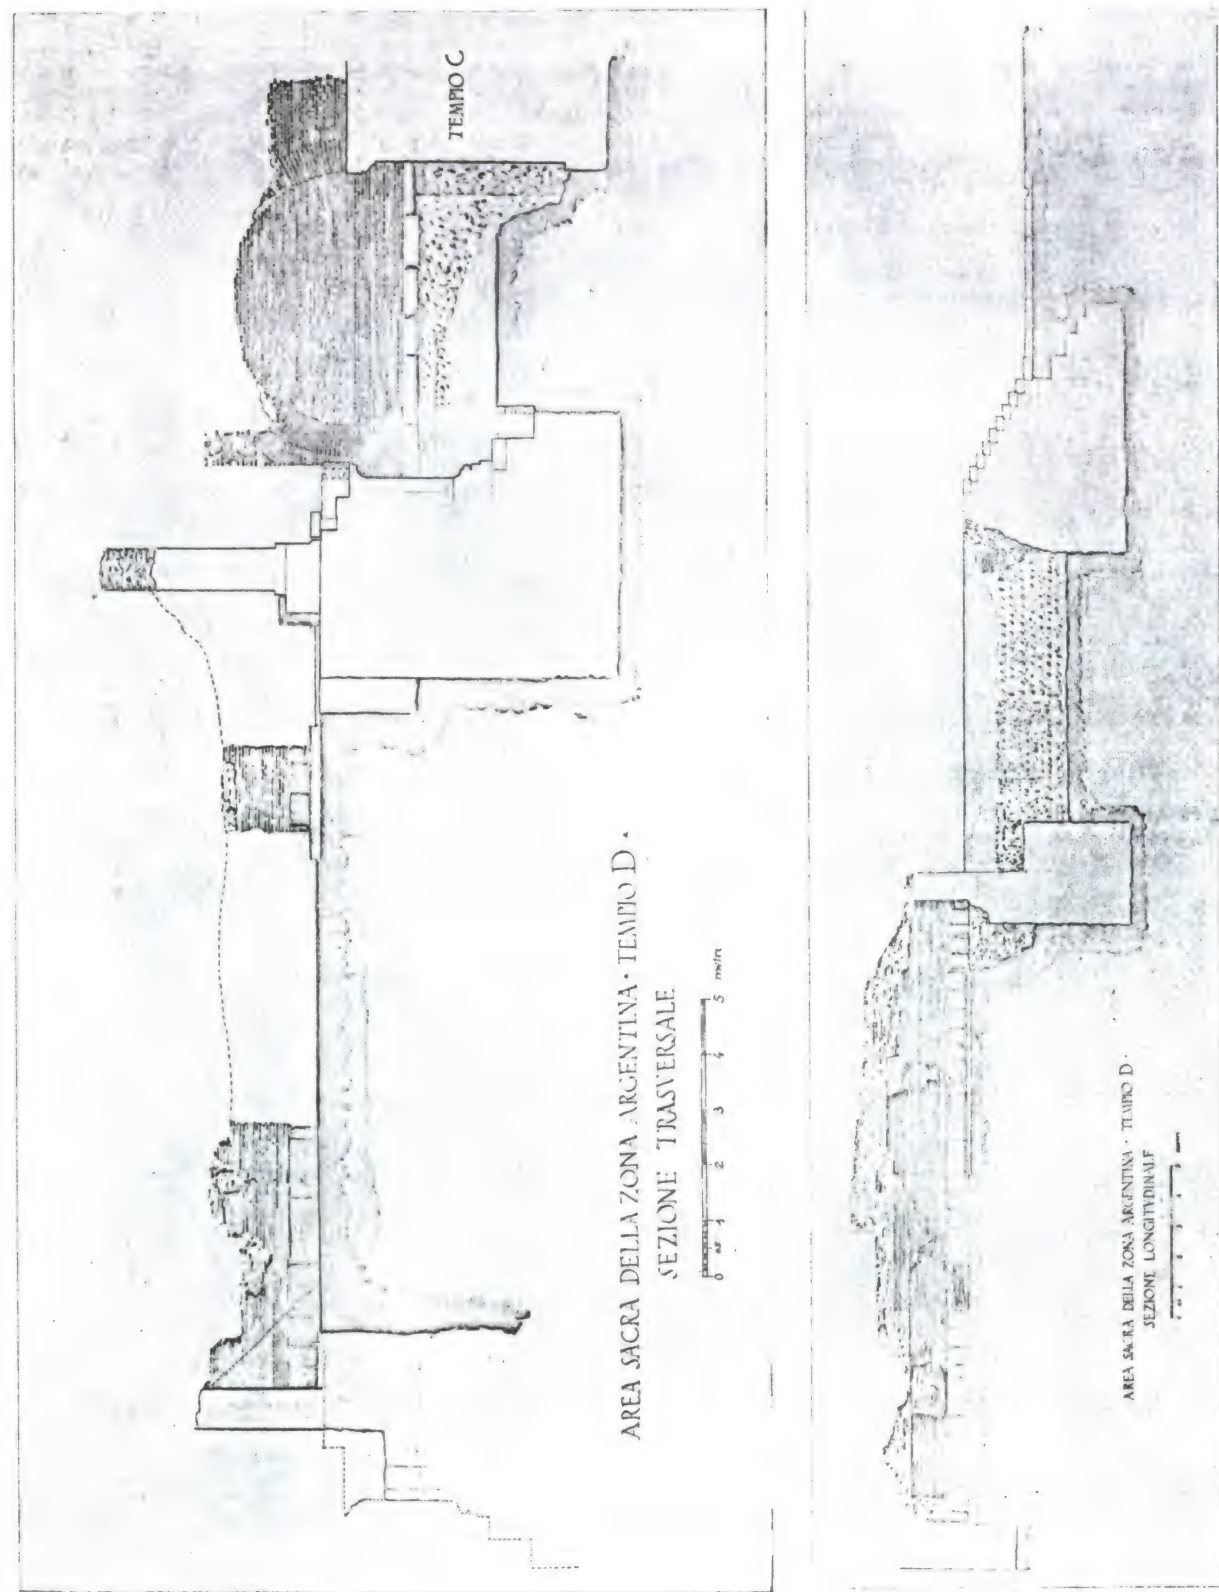 TEMPIO C
AREA SACRA DELLA ZONA ARGENTINA · TEMPIO D ·
SEZIONE TRASVERSALE
0 1 2 3 4 5 metri
AREA SACRA DELLA ZONA ARGENTINA · TEMPIO D ·
SEZIONE LONGITVDINALE